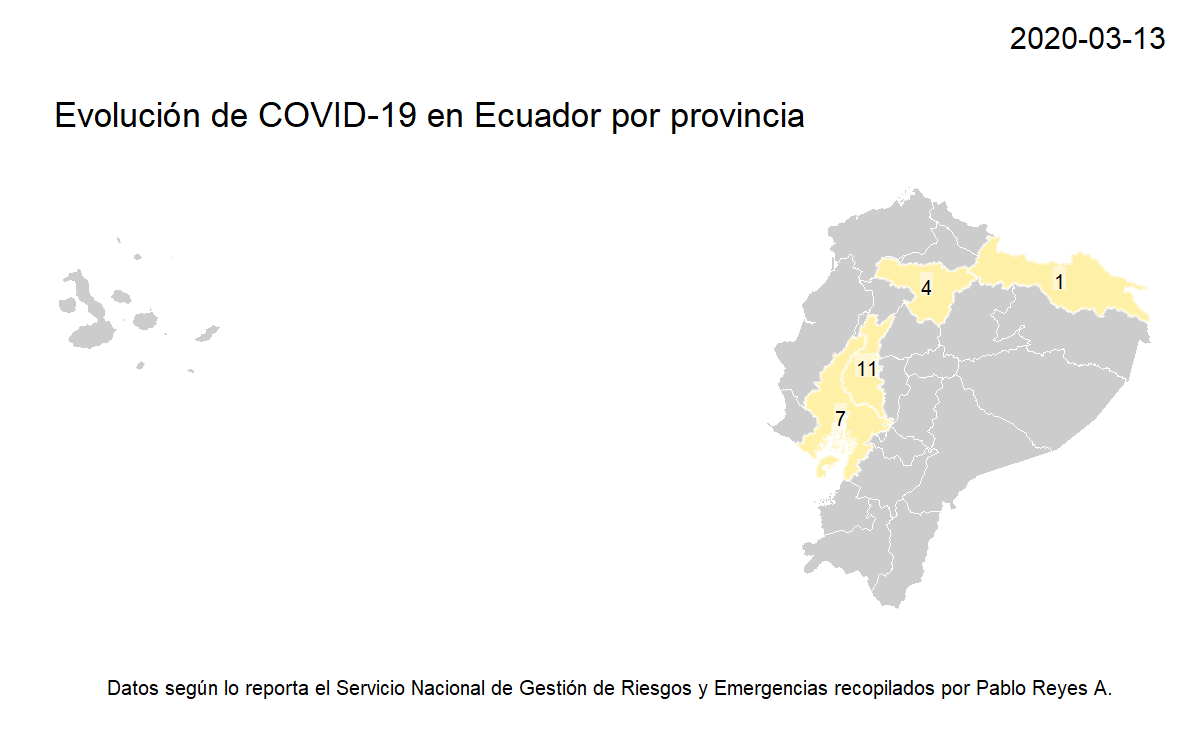 2020-03-13
Evolución de COVID-19 en Ecuador por provincia
1
4
11
7
Datos según lo reporta el Servicio Nacional de Gestión de Riesgos y Emergencias recopilados por Pablo Reyes A.